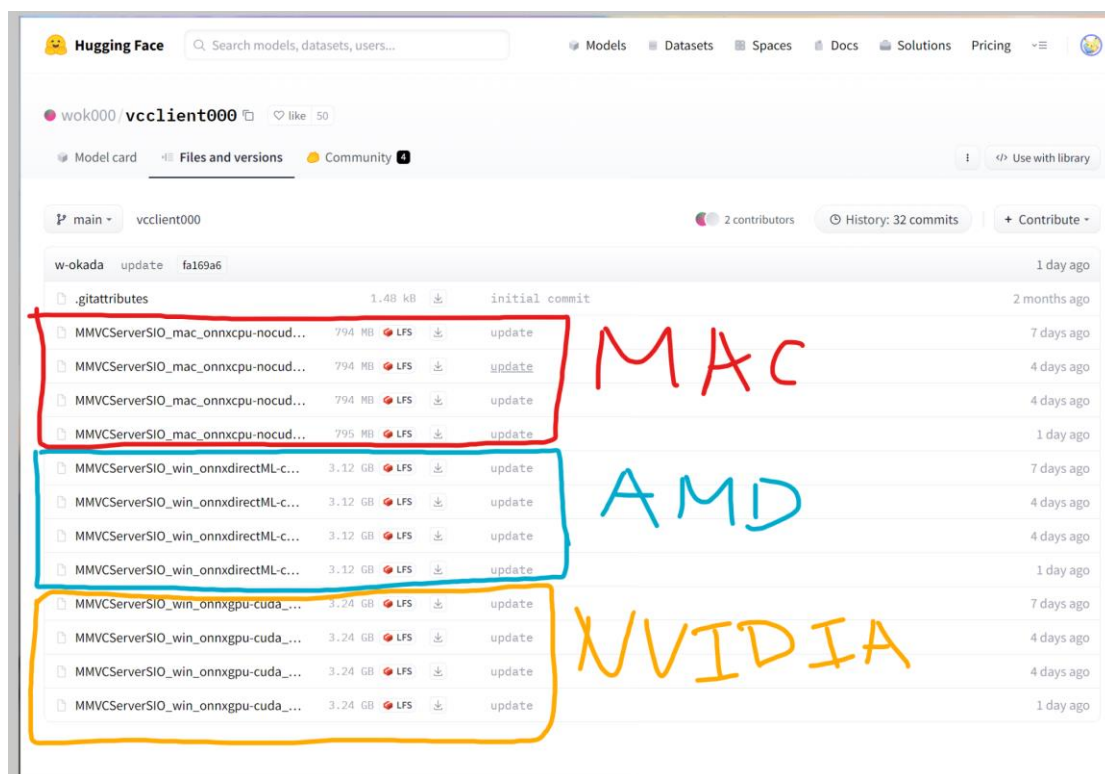 Hugging Face Search models, datasets, users... Models Datasets Spaces Docs Solutions Pricing
wok000/vcclient000 like 50
Model card Files and versions Community 4 </> Use with library
main vcclient000 2 contributors History: 32 commits + Contribute
w-okada update fa169a6 1 day ago
.gitattributes 1.48 kB initial commit 2 months ago
MMVCServerSIO_mac_onnxcpu-nocud... 794 MB LFS update 7 days ago
MMVCServerSIO_mac_onnxcpu-nocud... 794 MB LFS update 4 days ago
MAC
MMVCServerSIO_mac_onnxcpu-nocud... 794 MB LFS update 4 days ago
MMVCServerSIO_mac_onnxcpu-nocud... 795 MB LFS update 1 day ago
MMVCServerSIO_win_onnxdirectML-c... 3.12 GB LFS update 7 days ago
MMVCServerSIO_win_onnxdirectML-c... 3.12 GB LFS update 4 days ago
AMD
MMVCServerSIO_win_onnxdirectML-c... 3.12 GB LFS update 4 days ago
MMVCServerSIO_win_onnxdirectML-c... 3.12 GB LFS update 1 day ago
MMVCServerSIO_win_onnxgpu-cuda_... 3.24 GB LFS update 7 days ago
MMVCServerSIO_win_onnxgpu-cuda_... 3.24 GB LFS update 4 days ago
NVIDIA
MMVCServerSIO_win_onnxgpu-cuda_... 3.24 GB LFS update 4 days ago
MMVCServerSIO_win_onnxgpu-cuda_... 3.24 GB LFS update 1 day ago